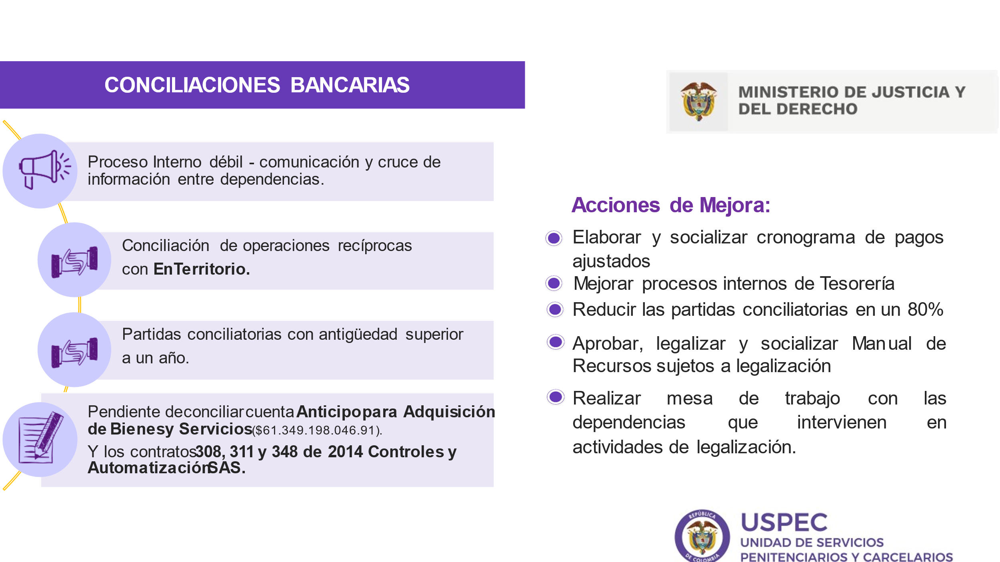 CONCILIACIONES BANCARIAS
MINISTERIO DE JUSTICIA Y
DEL DERECHO
Proceso Interno débil - comunicación y cruce de
información entre dependencias.
Conciliación de operaciones recíprocas
con EnTerritorio.
Partidas conciliatorias con antigüedad superior
a un año.
Pendiente de conciliar cuenta Anticipo para Adquisición
de Bienes y Servicios ($61.349.198.046.91).
Y los contratos 308, 311 y 348 de 2014 Controles y
Automatización SAS.
Acciones de Mejora:
Elaborar y socializar cronograma de pagos
ajustados
Mejorar procesos internos de Tesorería
Reducir las partidas conciliatorias en un 80%
Aprobar, legalizar y socializar Manual de
Recursos sujetos a legalización
Realizar mesa de trabajo con las
dependencias que intervienen en
actividades de legalización.
REPÚBLICA
DE COLOMBIA
USPEC
UNIDAD DE SERVICIOS
PENITENCIARIOS Y CARCELARIOS